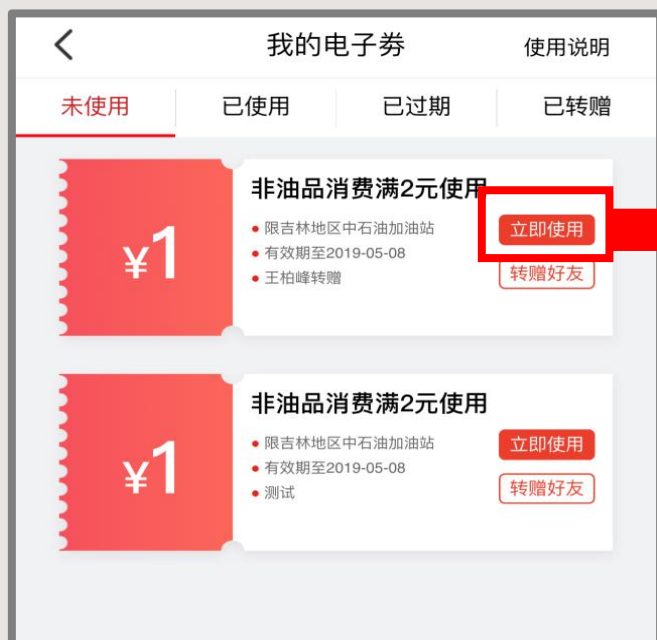 我的电子券
使用说明
未使用 已使用 已过期 已转赠
非油品消费满2元使用
¥1
限吉林地区中石油加油站
有效期至2019-05-08
王柏峰转赠
立即使用
转赠好友
非油品消费满2元使用
¥1
限吉林地区中石油加油站
有效期至2019-05-08
测试
立即使用
转赠好友